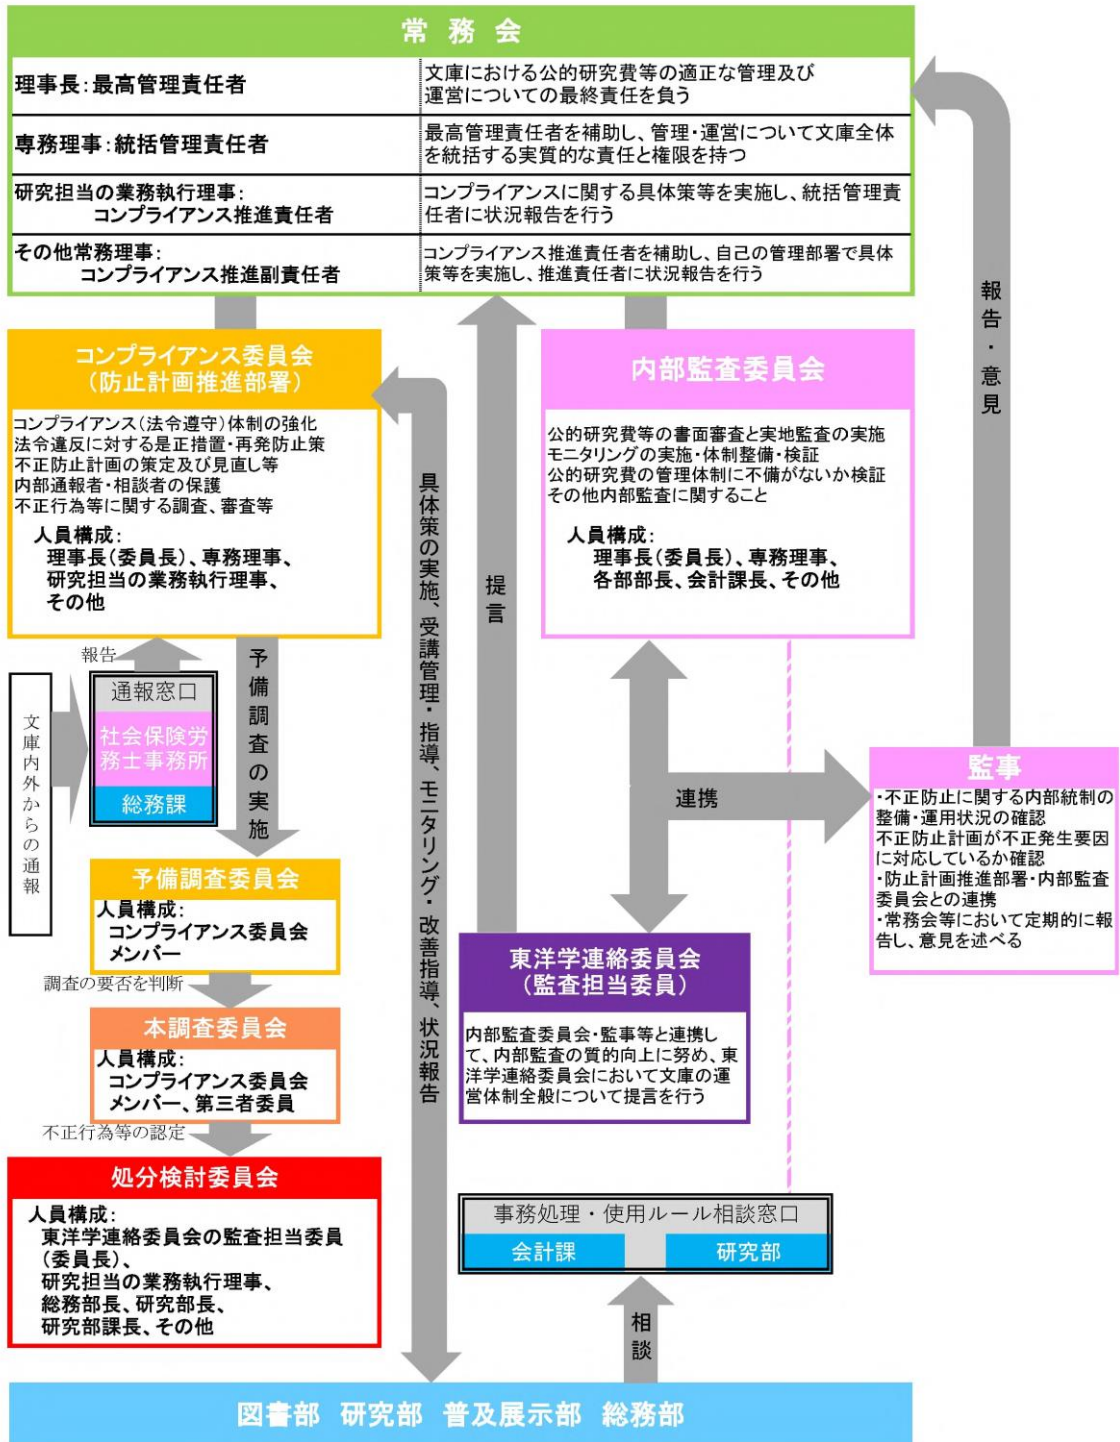 常 務 会
理事長：最高管理責任者
文庫における公的研究費等の適正な管理及び
運営についての最終責任を負う
専務理事：統括管理責任者
最高管理責任者を補助し、管理・運営について文庫全体
を統括する実質的な責任と権限を持つ
研究担当の業務執行理事：
コンプライアンス推進責任者
コンプライアンスに関する具体策等を実施し、統括管理責
任者に状況報告を行う
その他常務理事：
コンプライアンス推進副責任者
コンプライアンス推進責任者を補助し、自己の管理部署で具体
策等を実施し、推進責任者に状況報告を行う
報告・意見
コンプライアンス委員会
（防止計画推進部署）
コンプライアンス（法令遵守）体制の強化
法令違反に対する是正措置・再発防止策
不正防止計画の策定及び見直し等
内部通報者・相談者の保護
不正行為等に関する調査、審査等
人員構成：
理事長（委員長）、専務理事、
研究担当の業務執行理事、
その他
具体策の実施、受講管理・指導、モニタリング・改善指導、状況報告
提言
内部監査委員会
公的研究費等の書面審査と実地監査の実施
モニタリングの実施・体制整備・検証
公的研究費の管理体制に不備がないか検証
その他内部監査に関すること
人員構成：
理事長（委員長）、専務理事、
各部部長、会計課長、その他
報告
予備調査の実施
文庫内外からの通報
通報窓口
社会保険労
務士事務所
総務課
連携
監事
・不正防止に関する内部統制の
整備・運用状況の確認
不正防止計画が不正発生要因
に対応しているか確認
・防止計画推進部署・内部監査
委員会との連携
・常務会等において定期的に報
告し、意見を述べる
予備調査委員会
人員構成：
コンプライアンス委員会
メンバー
調査の要否を判断
本調査委員会
人員構成：
コンプライアンス委員会
メンバー、第三者委員
不正行為等の認定
処分検討委員会
人員構成：
東洋学連絡委員会の監査担当委員
（委員長）、
研究担当の業務執行理事、
総務部長、研究部長、
研究部課長、その他
東洋学連絡委員会
（監査担当委員）
内部監査委員会・監事等と連携し
て、内部監査の質的向上に努め、東
洋学連絡委員会において文庫の運
営体制全般について提言を行う
事務処理・使用ルール相談窓口
会計課
研究部
相談
図書部 研究部 普及展示部 総務部